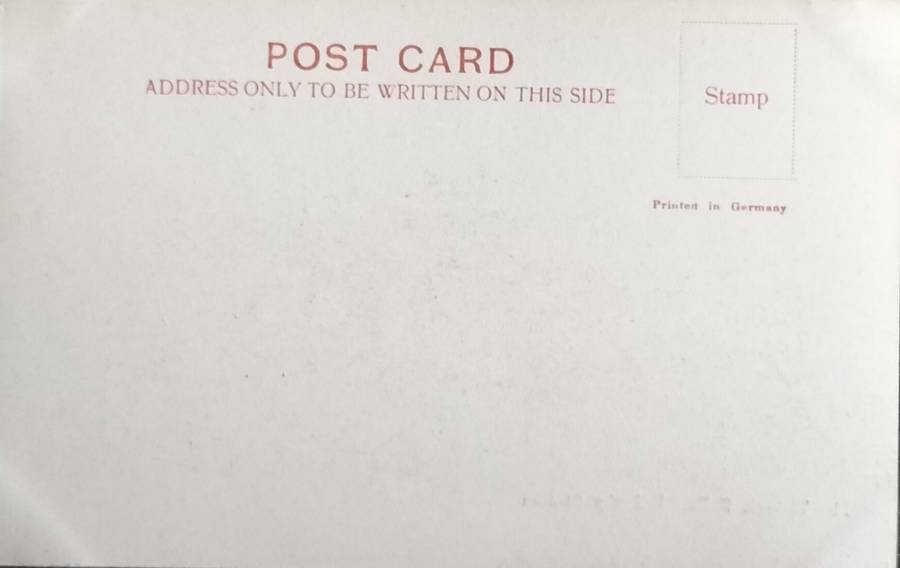 POST CARD
ADDRESS ONLY TO BE WRITTEN ON THIS SIDE
Stamp
Printed in Germany